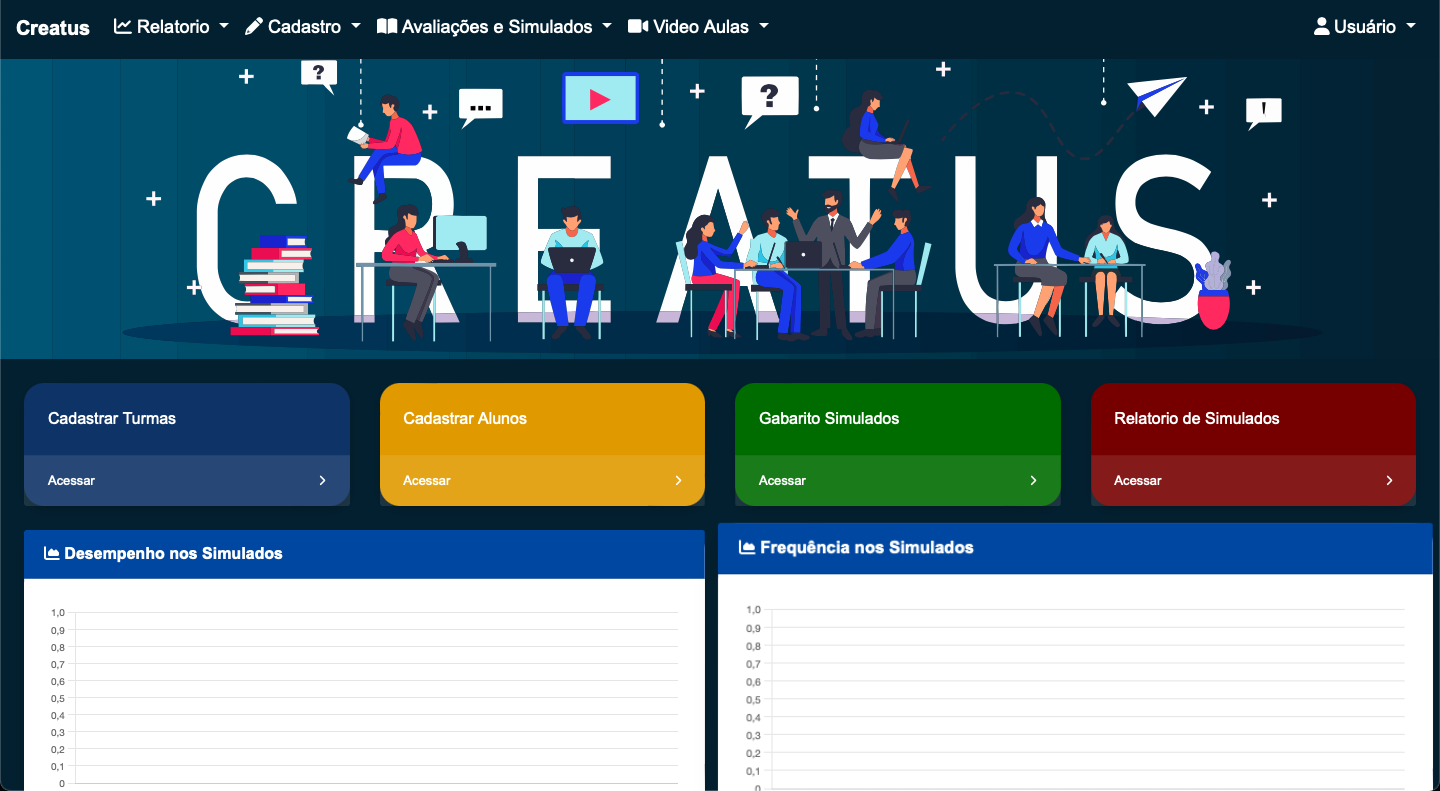 Creatus Relatorio Cadastro Avaliações e Simulados Video Aulas Usuário
? ... ? !
CREATUS
Cadastrar Turmas
Acessar
Cadastrar Alunos
Acessar
Gabarito Simulados
Acessar
Relatorio de Simulados
Acessar
Desempenho nos Simulados
1,0
0,9
0,8
0,7
0,6
0,5
0,4
0,3
0,2
0,1
0
Frequência nos Simulados
1,0
0,9
0,8
0,7
0,6
0,5
0,4
0,3
0,2
0,1
0